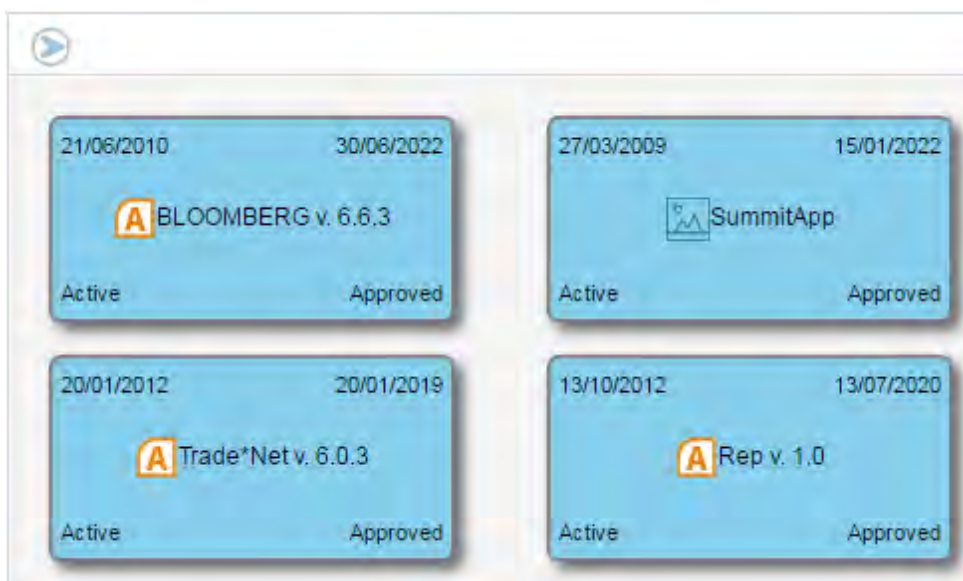 21/06/2010 30/06/2022
A BLOOMBERG v. 6.6.3
Active Approved
27/03/2009 15/01/2022
SummitApp
Active Approved
20/01/2012 20/01/2019
A Trade*Net v. 6.0.3
Active Approved
13/10/2012 13/07/2020
A Rep v. 1.0
Active Approved